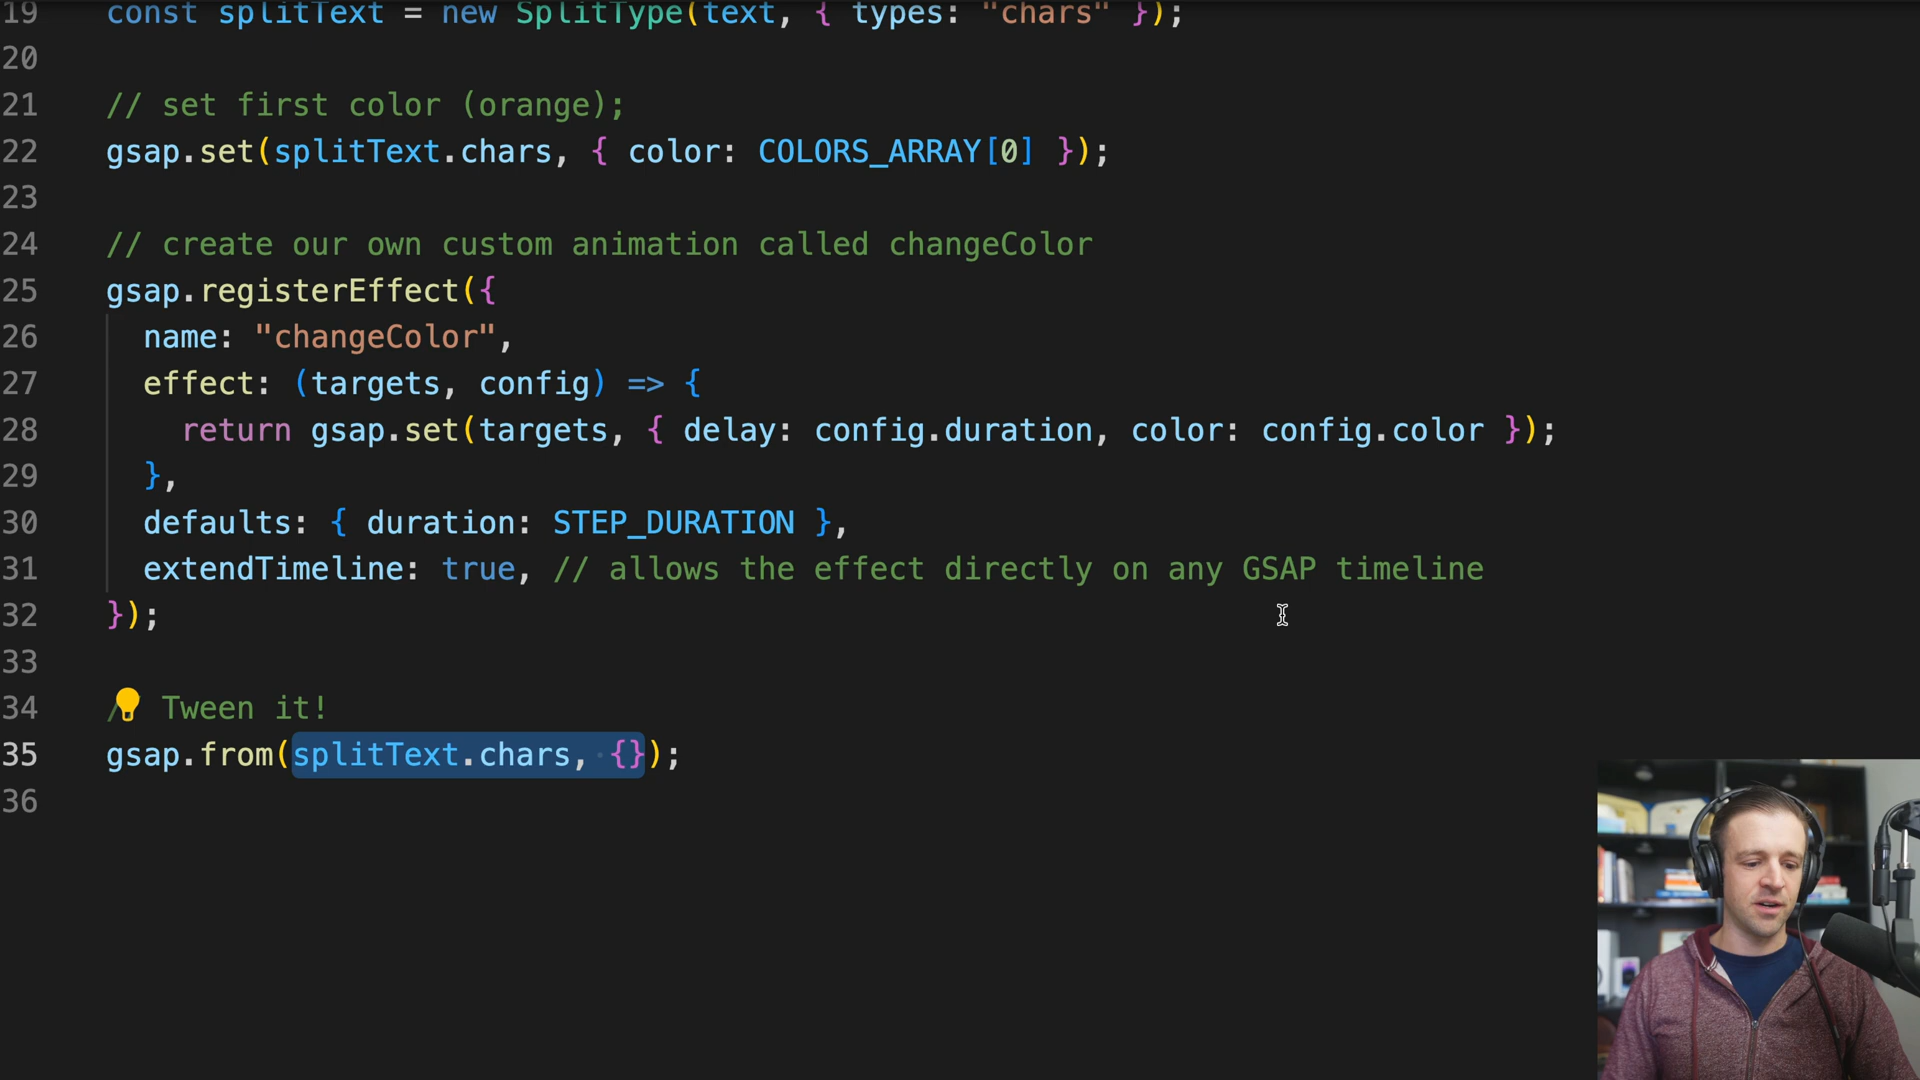 19 const splitText = new SplitType(text, { types: "chars" });
20
21 // set first color (orange);
22 gsap.set(splitText.chars, { color: COLORS_ARRAY[0] });
23
24 // create our own custom animation called changeColor
25 gsap.registerEffect({
26 name: "changeColor",
27 effect: (targets, config) => {
28 return gsap.set(targets, { delay: config.duration, color: config.color });
29 },
30 defaults: { duration: STEP_DURATION },
31 extendTimeline: true, // allows the effect directly on any GSAP timeline
32 });
33
34 / Tween it!
35 gsap.from(splitText.chars, {});
36